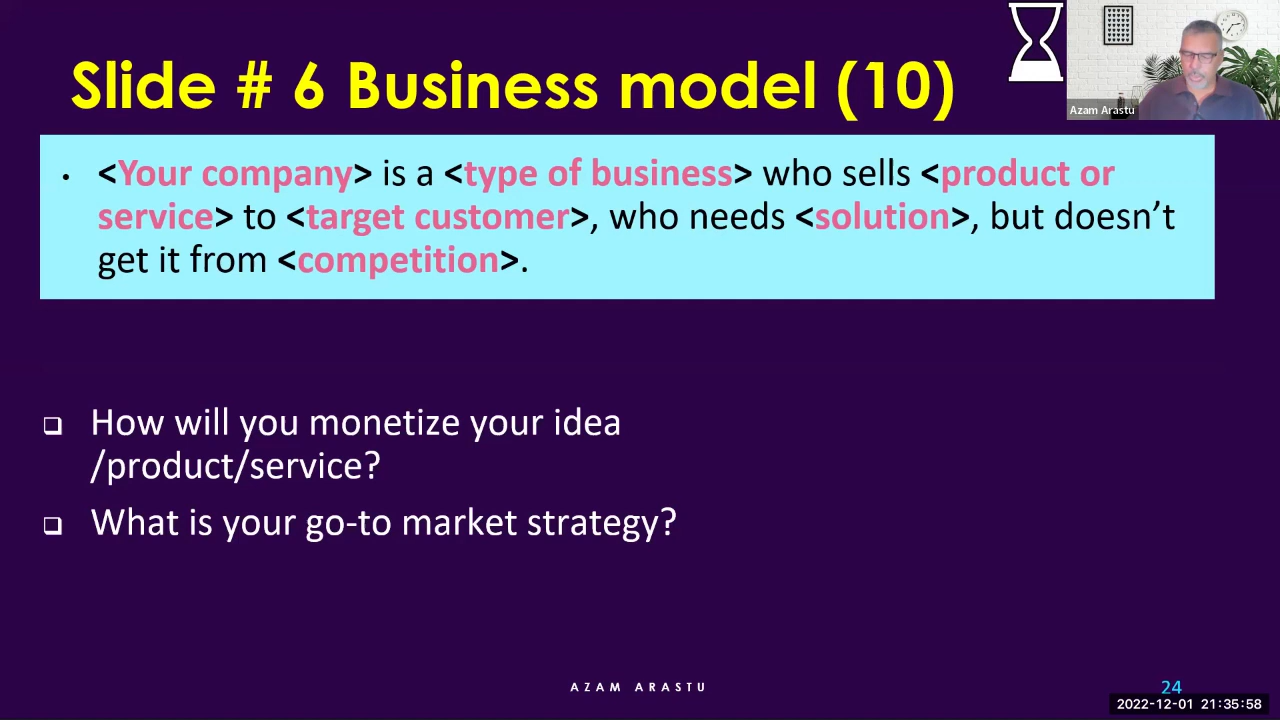 Slide # 6 Business model (10)
Azam Arastu
• <Your company> is a <type of business> who sells <product or
service> to <target customer>, who needs <solution>, but doesn’t
get it from <competition>.
❑ How will you monetize your idea
/product/service?
❑ What is your go-to market strategy?
AZAM ARASTU
24
2022-12-01 21:35:58